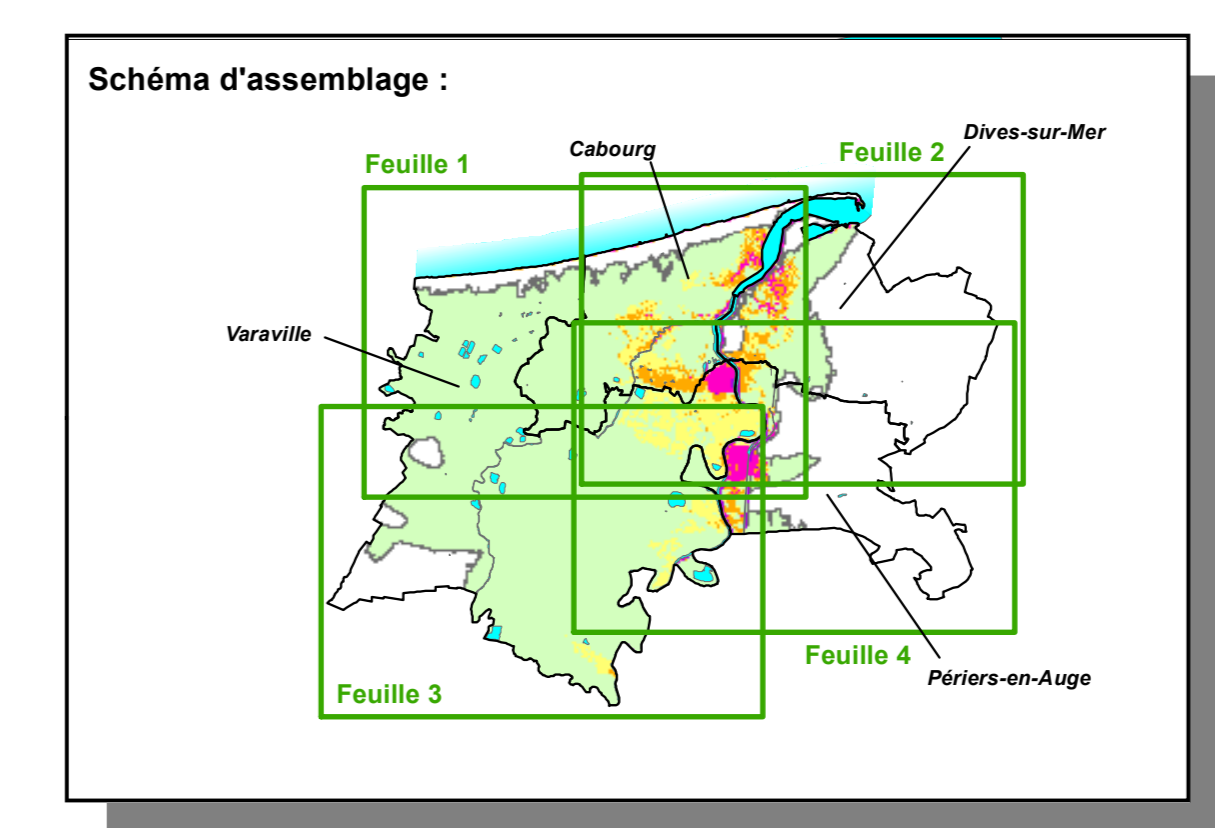 Schéma d'assemblage :
Dives-sur-Mer
Cabourg
Feuille 2
Feuille 1
Varaville
Feuille 4
Périers-en-Auge
Feuille 3